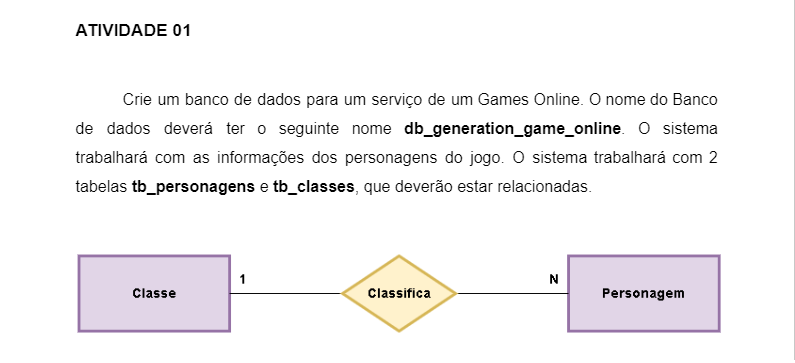 ATIVIDADE 01
Crie um banco de dados para um serviço de um Games Online. O nome do Banco
de dados deverá ter o seguinte nome db_generation_game_online. O sistema
trabalhará com as informações dos personagens do jogo. O sistema trabalhará com 2
tabelas tb_personagens e tb_classes, que deverão estar relacionadas.
Classe 1 Classifica N Personagem